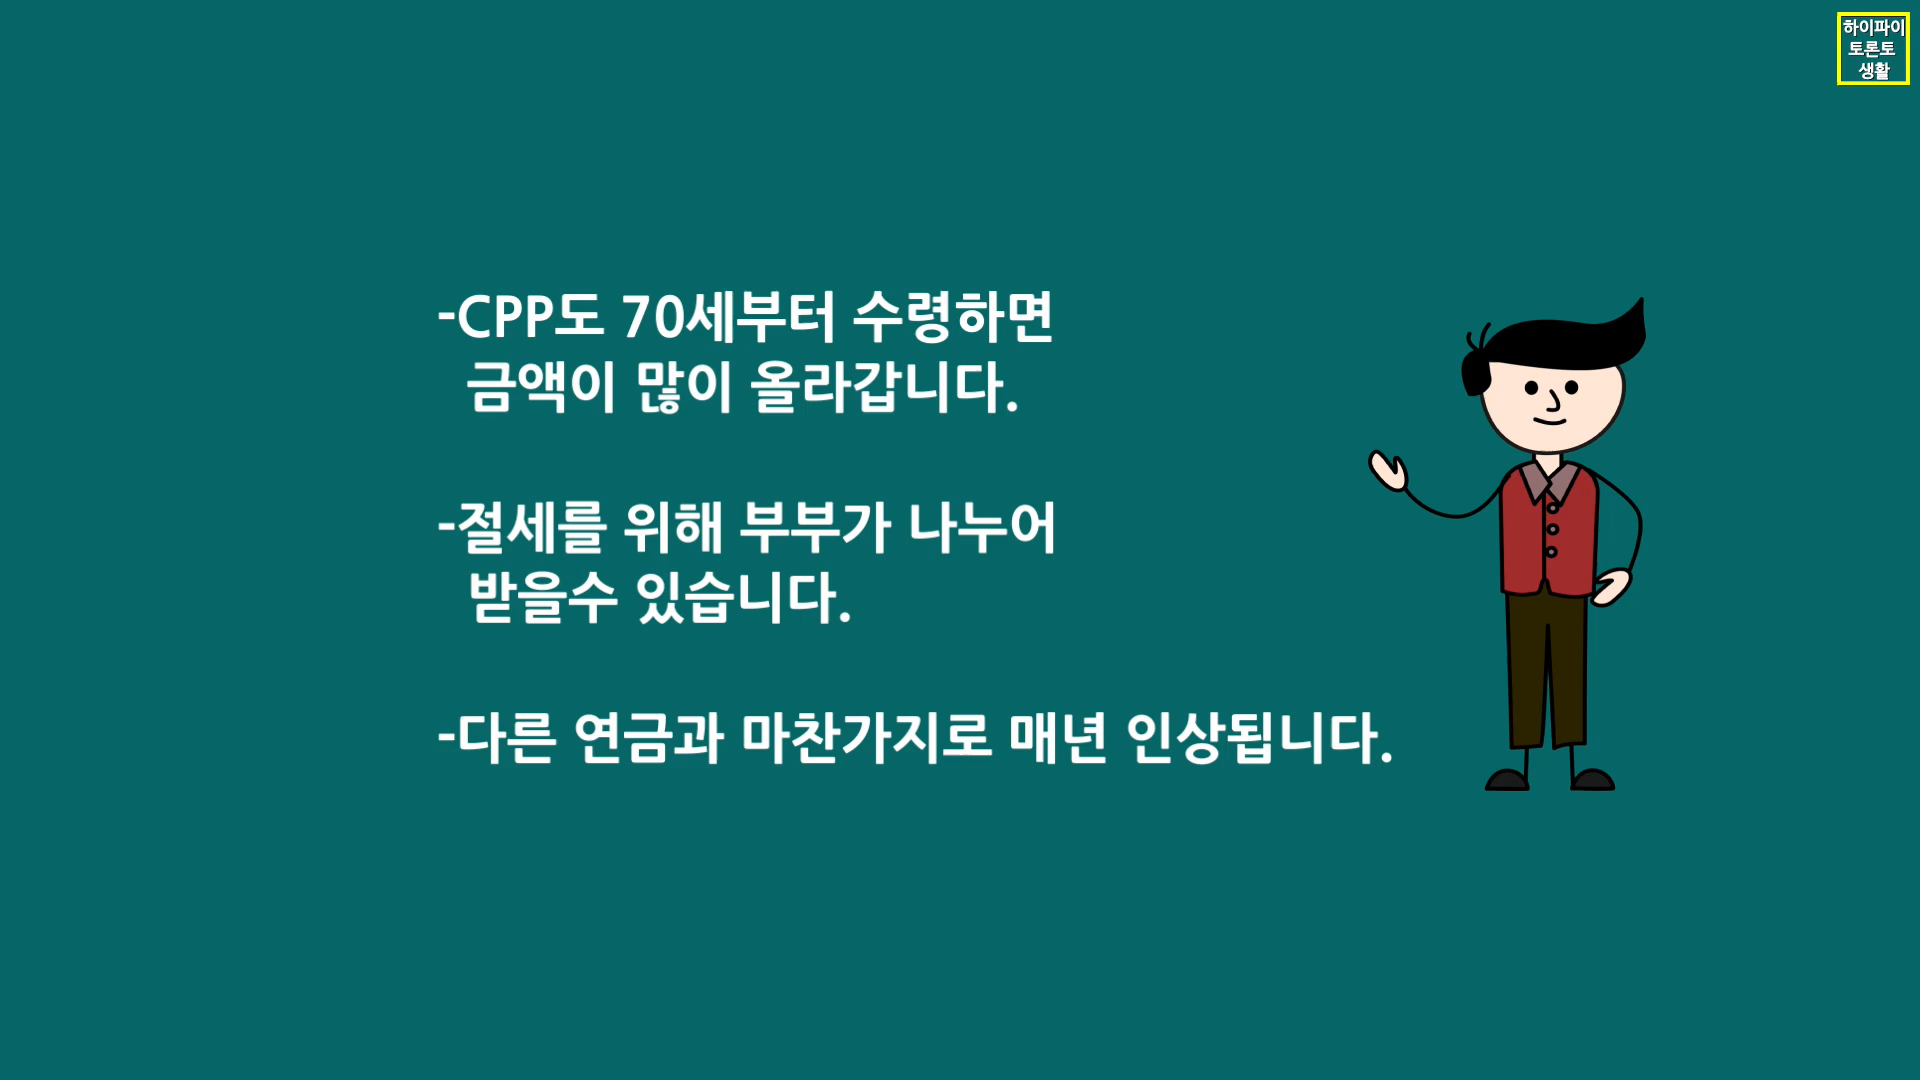 하이파이
토론토
생활
-CPP도 70세부터 수령하면
금액이 많이 올라갑니다.
-절세를 위해 부부가 나누어
받을수 있습니다.
-다른 연금과 마찬가지로 매년 인상됩니다.